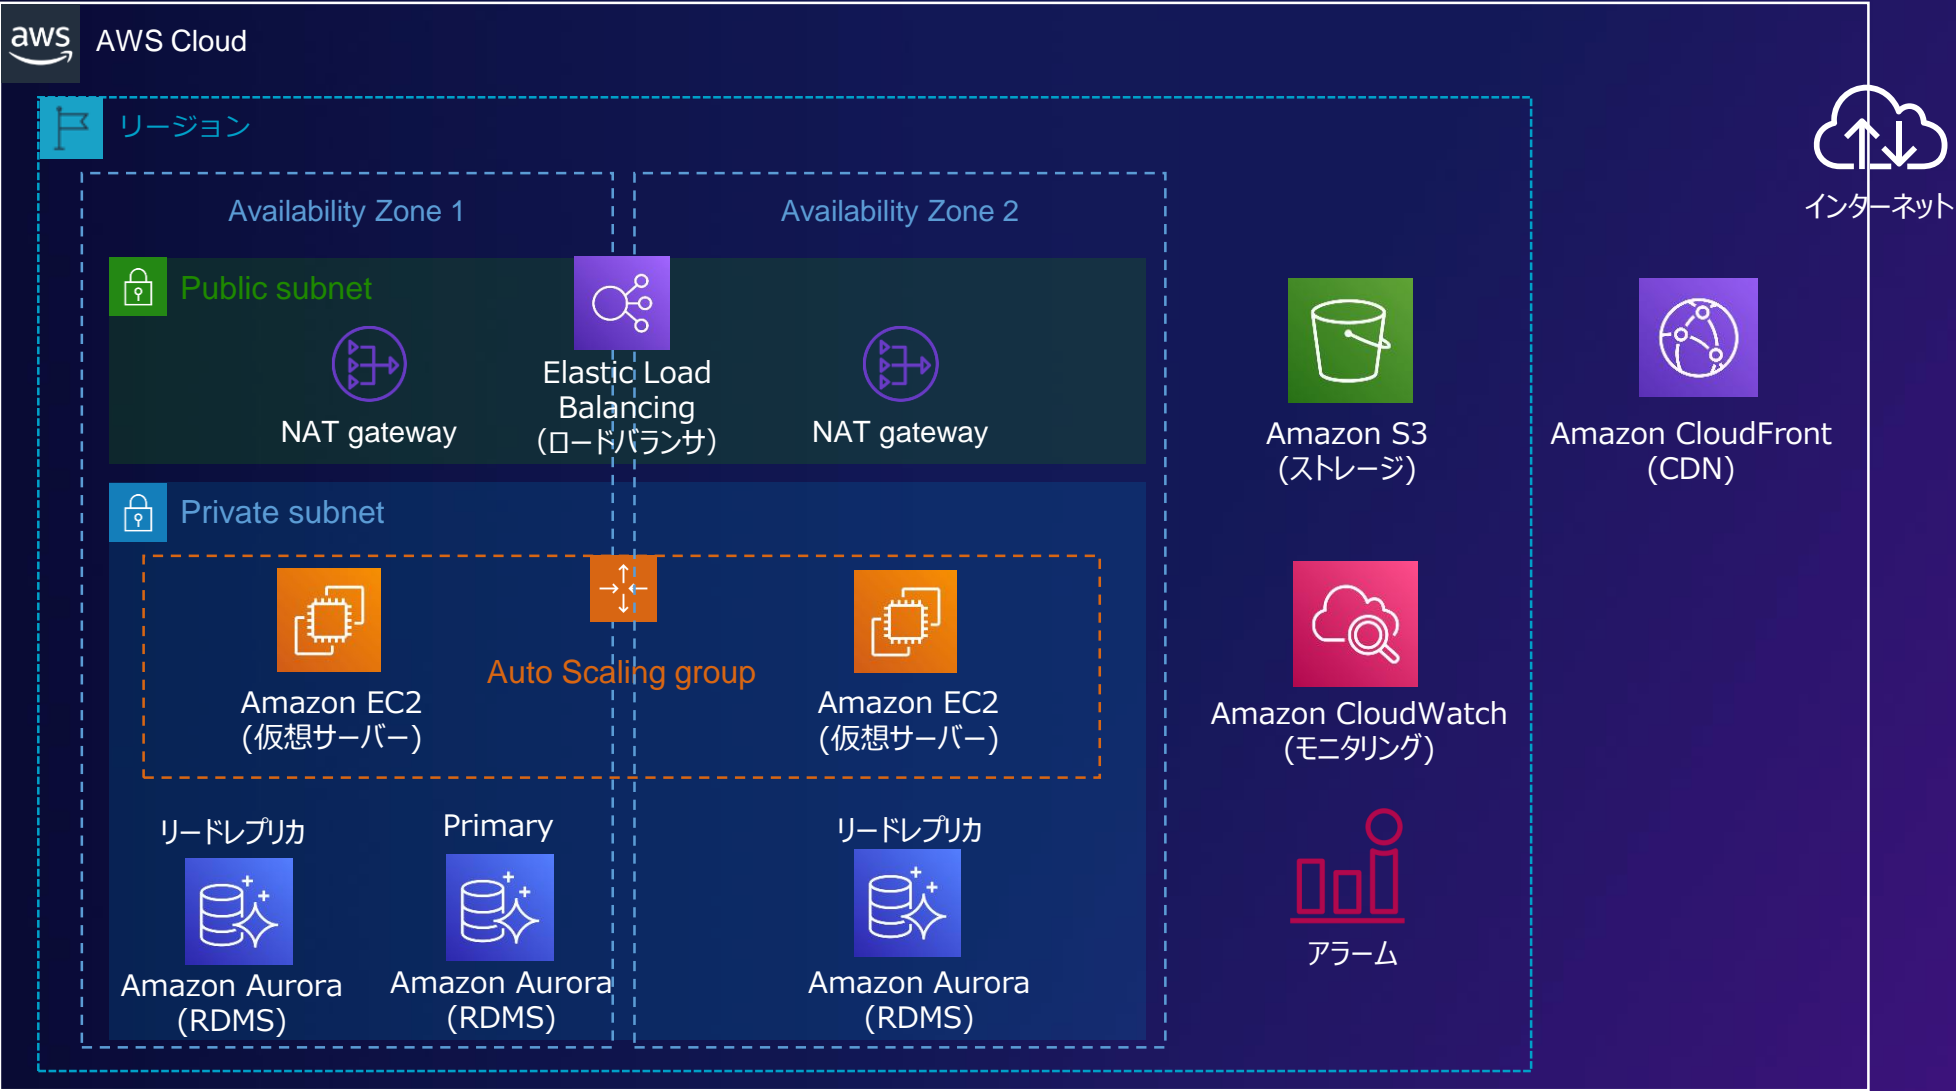 aws
AWS Cloud
リージョン
インターネット
Availability Zone 1
Availability Zone 2
Public subnet
NAT gateway
Elastic Load
Balancing
(ロードバランサ)
NAT gateway
Amazon S3
(ストレージ)
Amazon CloudFront
(CDN)
Private subnet
Auto Scaling group
Amazon EC2
(仮想サーバー)
Amazon EC2
(仮想サーバー)
Amazon CloudWatch
(モニタリング)
リードレプリカ
Amazon Aurora
(RDMS)
Primary
Amazon Aurora
(RDMS)
リードレプリカ
Amazon Aurora
(RDMS)
アラーム